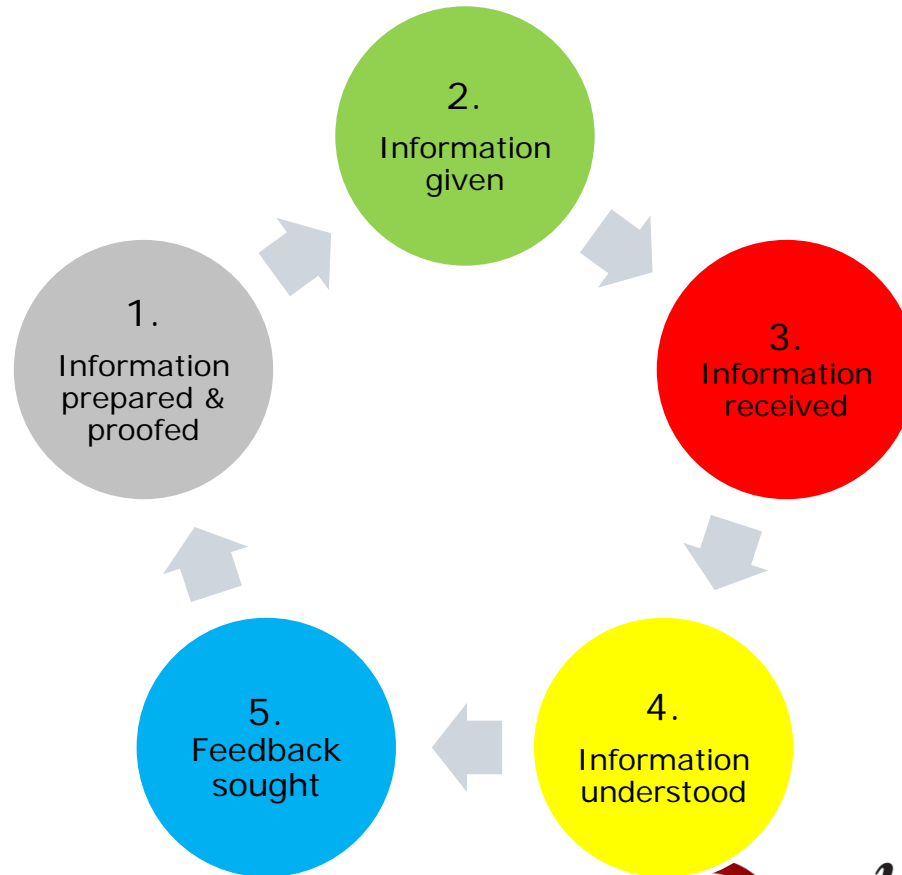 2.
Information
given
1.
Information
prepared &
proofed
3.
Information
received
5.
Feedback
sought
4.
Information
understood